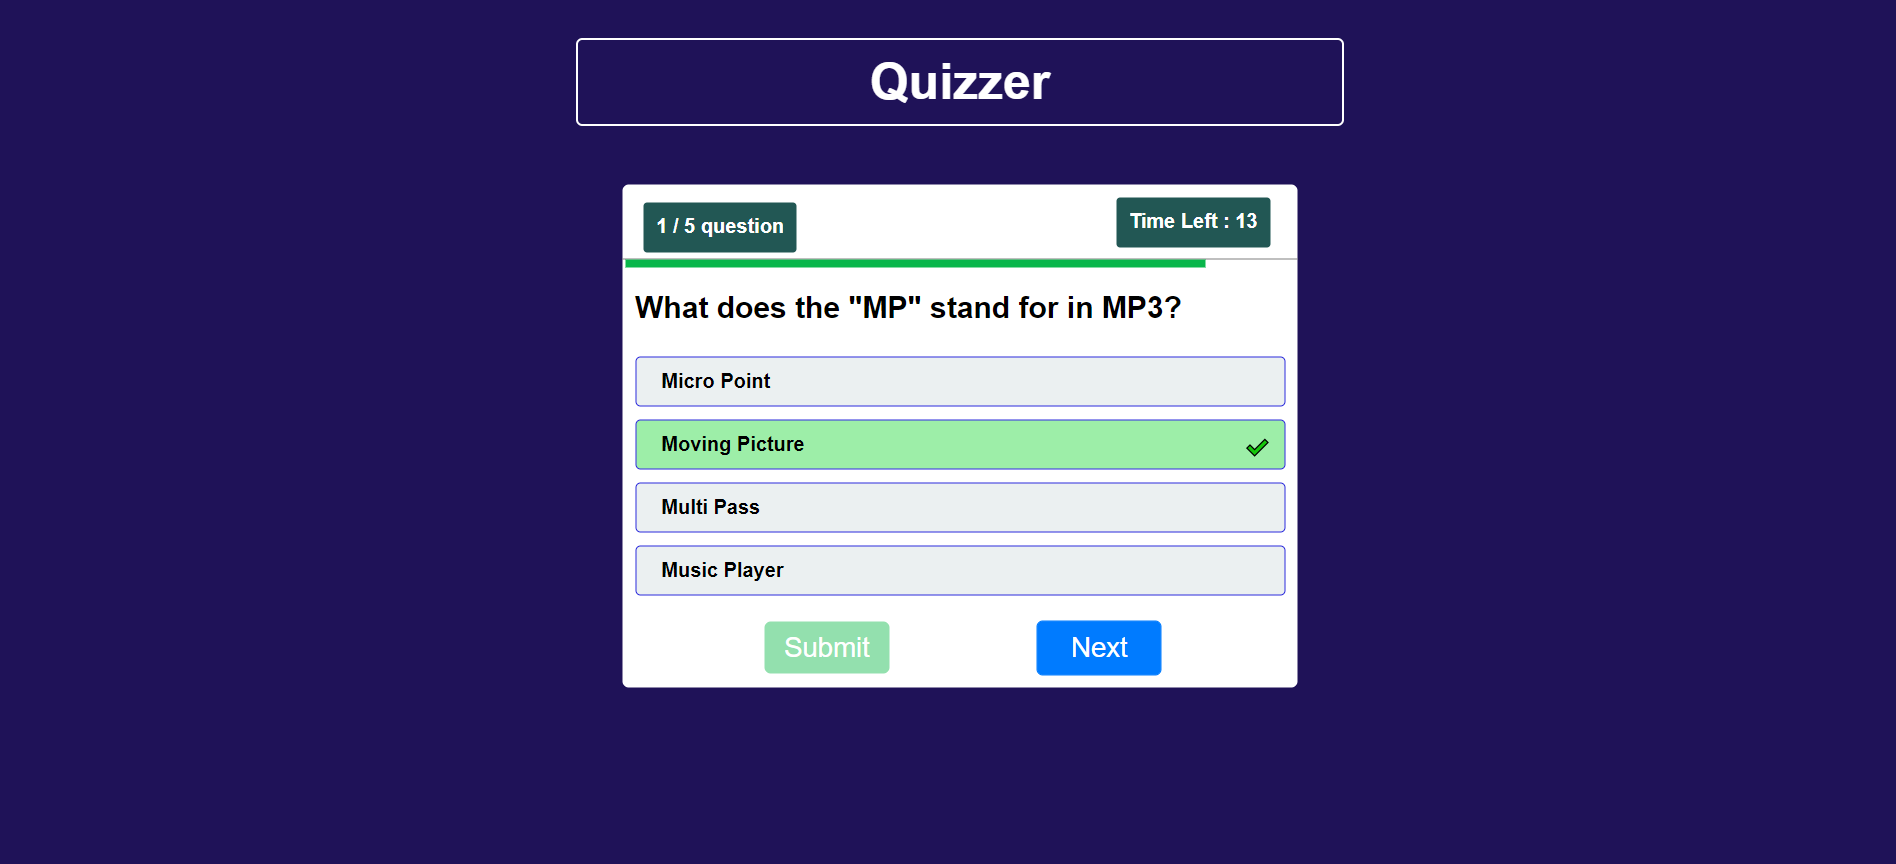 Quizzer
1 / 5 question
Time Left : 13
What does the "MP" stand for in MP3?
Micro Point
Moving Picture
Multi Pass
Music Player
Submit
Next